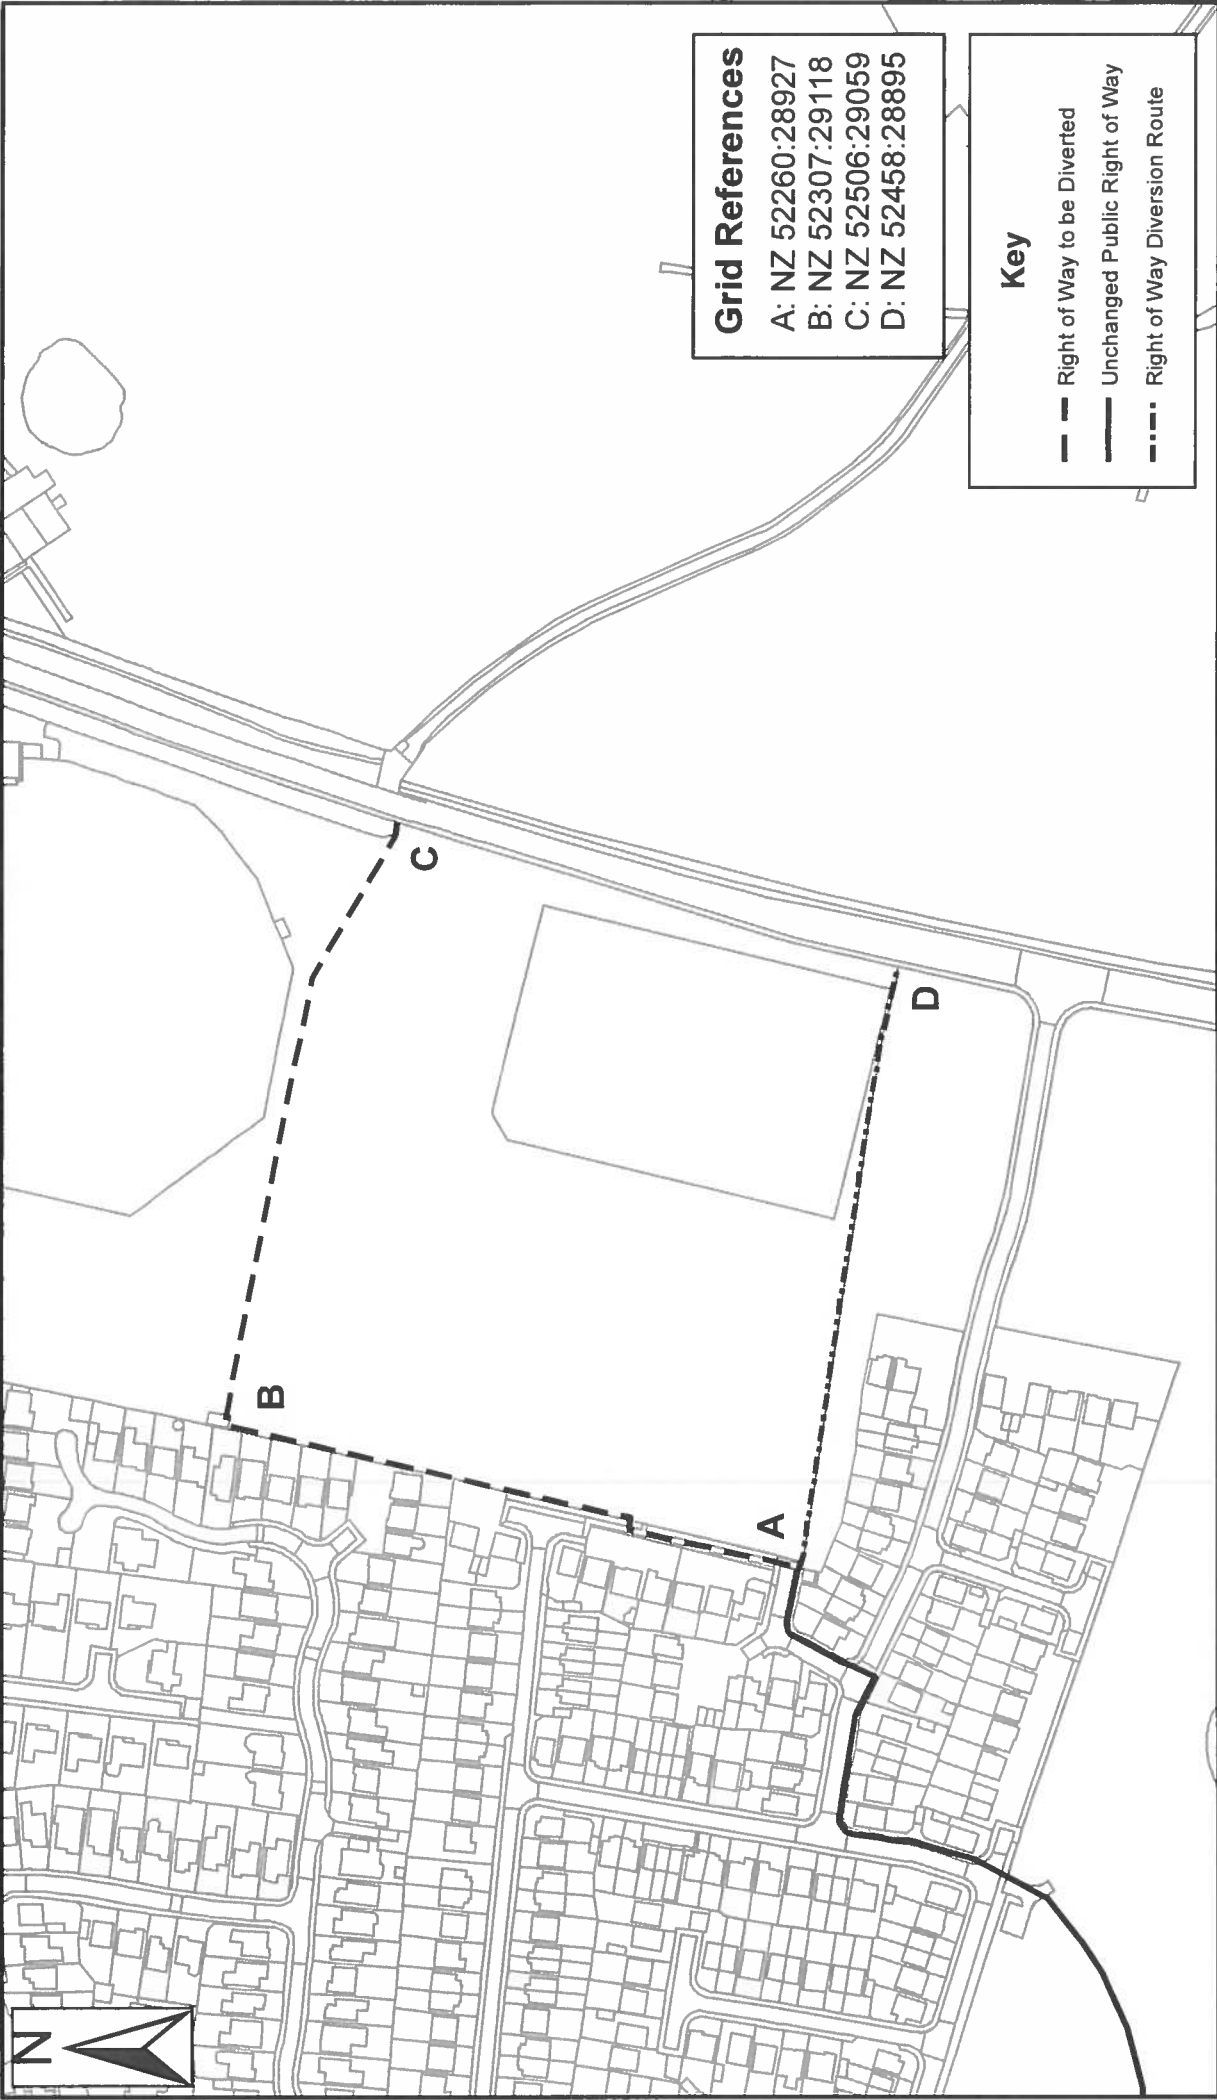 N
B
A
C
D
Grid References
A: NZ 52260:28927
B: NZ 52307:29118
C: NZ 52506:29059
D: NZ 52458:28895
Key
Right of Way to be Diverted
Unchanged Public Right of Way
Right of Way Diversion Route